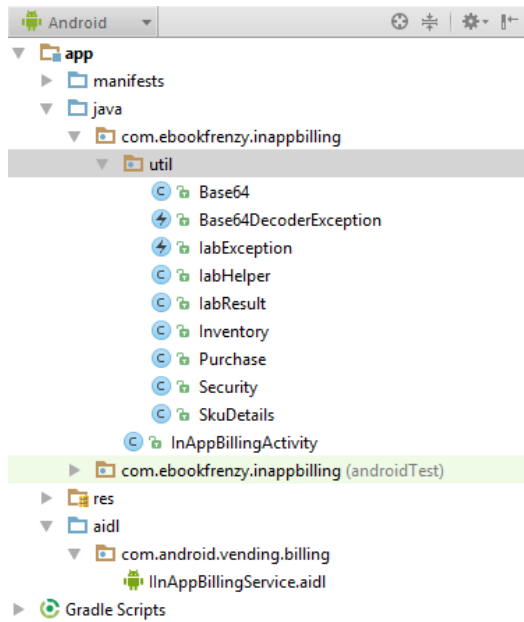 Android
app
manifests
java
com.ebookfrenzy.inappbilling
util
Base64
Base64DecoderException
IabException
IabHelper
IabResult
Inventory
Purchase
Security
SkuDetails
InAppBillingActivity
com.ebookfrenzy.inappbilling (androidTest)
res
aidl
com.android.vending.billing
IInAppBillingService.aidl
Gradle Scripts